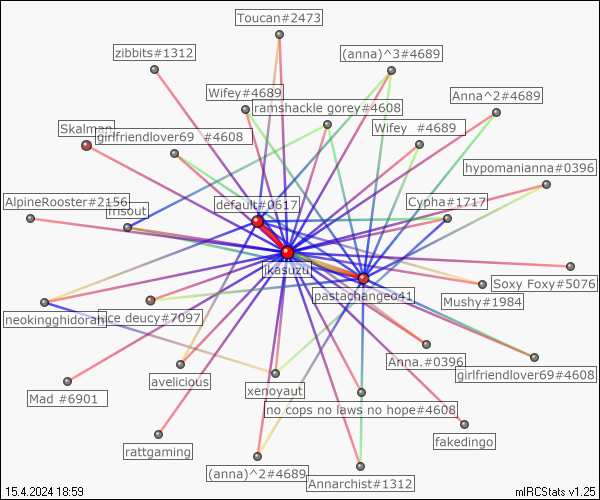 Toucan#2473
zibbits#1312
(anna)^3#4689
Wifey#4689
Anna^2#4689
ramshackle gorey#4608
Skalman
girlfriendlover69 #4608
Wifey #4689
hypomanianna#0396
AlpineRooster#2156
frisout
default#0617
Cypha#1717
ikasuzu
pastachangeo41
Soxy Foxy#5076
Mushy#1984
neokingghidorah
ice deucy#7097
Anna.#0396
girlfriendlover69#4608
avelicious
xenoyaut
Mad #6901
no cops no laws no hope#4608
fakedingo
rattgaming
(anna)^2#4689
Annarchist#1312
15.4.2024 18:59
mIRCStats v1.25